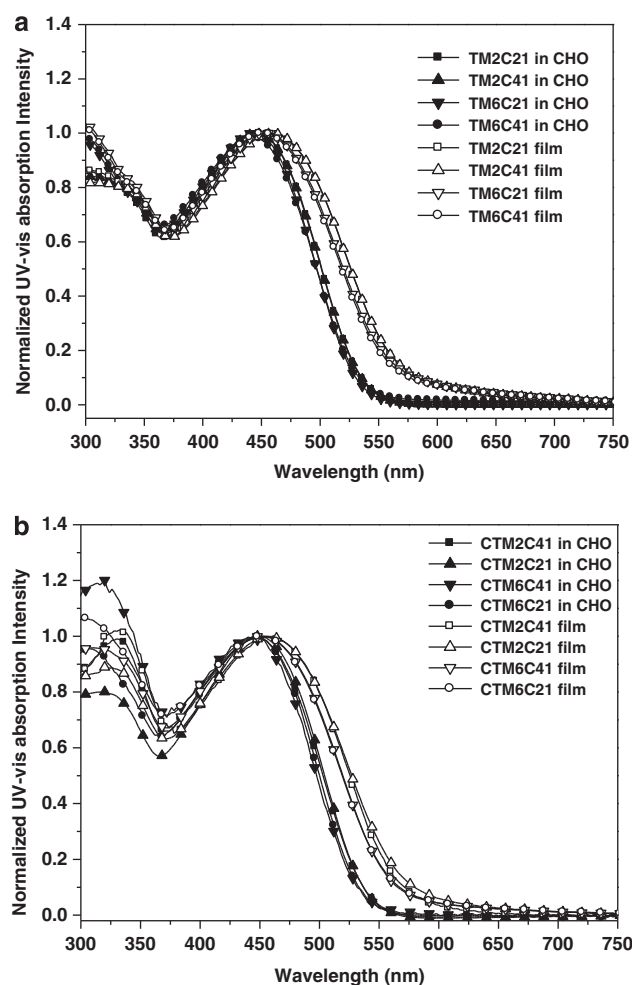 a
1.4
1.2
1.0
0.8
0.6
0.4
0.2
0.0
Normalized UV-vis absorption Intensity
TM2C21 in CHO
TM2C41 in CHO
TM6C21 in CHO
TM6C41 in CHO
TM2C21 film
TM2C41 film
TM6C21 film
TM6C41 film
300 350 400 450 500 550 600 650 700 750
Wavelength (nm)
b
1.4
1.2
1.0
0.8
0.6
0.4
0.2
0.0
Normalized UV-vis absorption Intensity
CTM2C41 in CHO
CTM2C21 in CHO
CTM6C41 in CHO
CTM6C21 in CHO
CTM2C41 film
CTM2C21 film
CTM6C41 film
CTM6C21 film
300 350 400 450 500 550 600 650 700 750
Wavelength (nm)